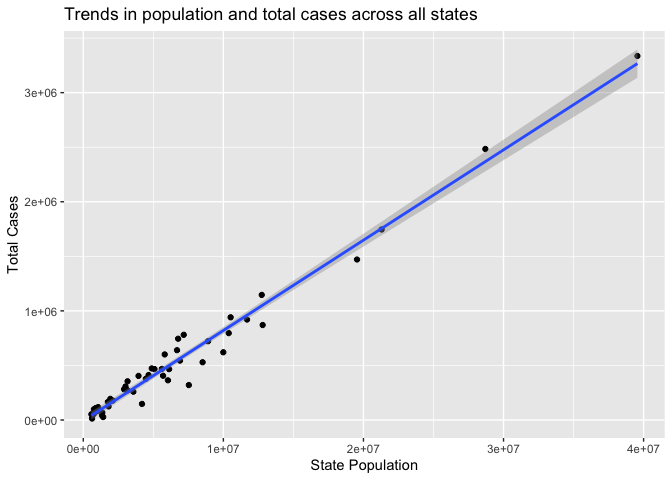 Trends in population and total cases across all states
Total Cases
3e+06
2e+06
1e+06
0e+00
0e+00 1e+07 2e+07 3e+07 4e+07
State Population